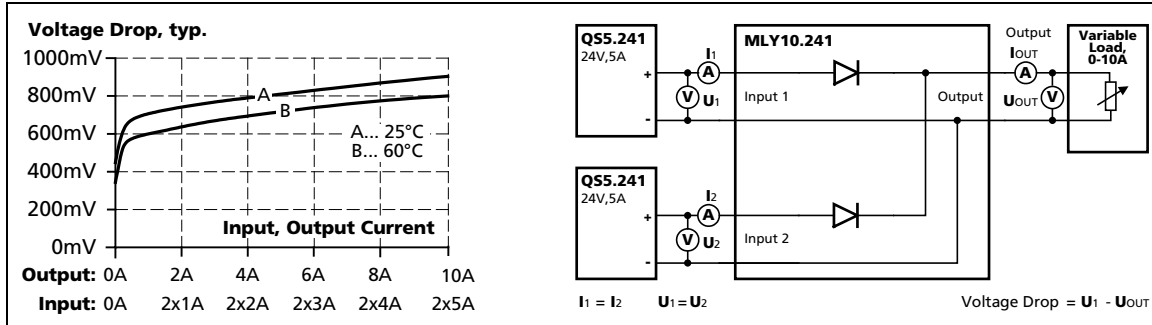 Voltage Drop, typ.
1000mV
800mV
600mV
400mV
200mV
0mV
A
B
A... 25°C
B... 60°C
Input, Output Current
Output: 0A 2A 4A 6A 8A 10A
Input: 0A 2x1A 2x2A 2x3A 2x4A 2x5A
QS5.241
24V,5A
+
-
I1
A
V
U1
MLY10.241
Input 1
Output
Output
IOUT
A
UOUT
V
Variable
Load,
0-10A
QS5.241
24V,5A
+
-
I2
A
V
U2
Input 2
I1 = I2 U1=U2
Voltage Drop = U1 - UOUT